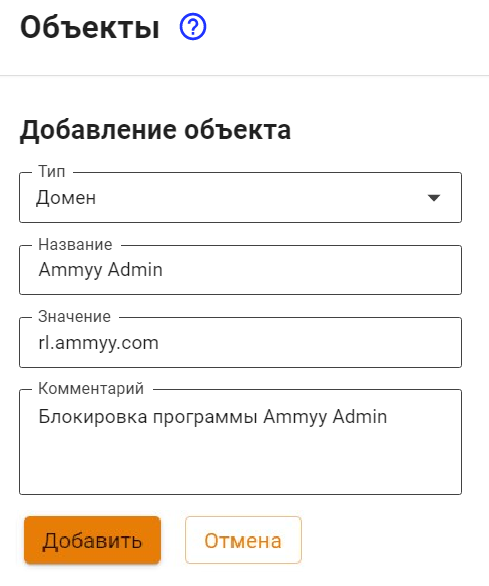 Объекты
Добавление объекта
Тип
Домен
Название
Ammyy Admin
Значение
rl.ammyy.com
Комментарий
Блокировка программы Ammyy Admin
Добавить Отмена